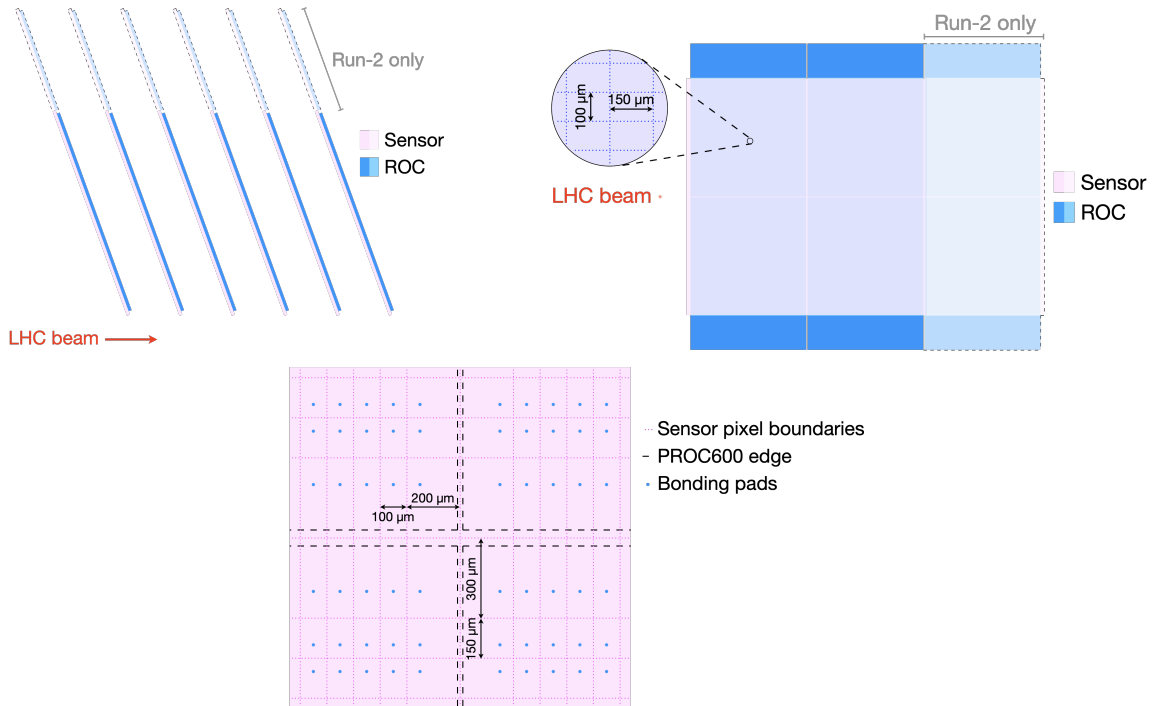 Run-2 only
Sensor
ROC
LHC beam
Run-2 only
100 µm
150 µm
LHC beam
Sensor
ROC
Sensor pixel boundaries
PROC600 edge
Bonding pads
200 µm
100 µm
300 µm
150 µm